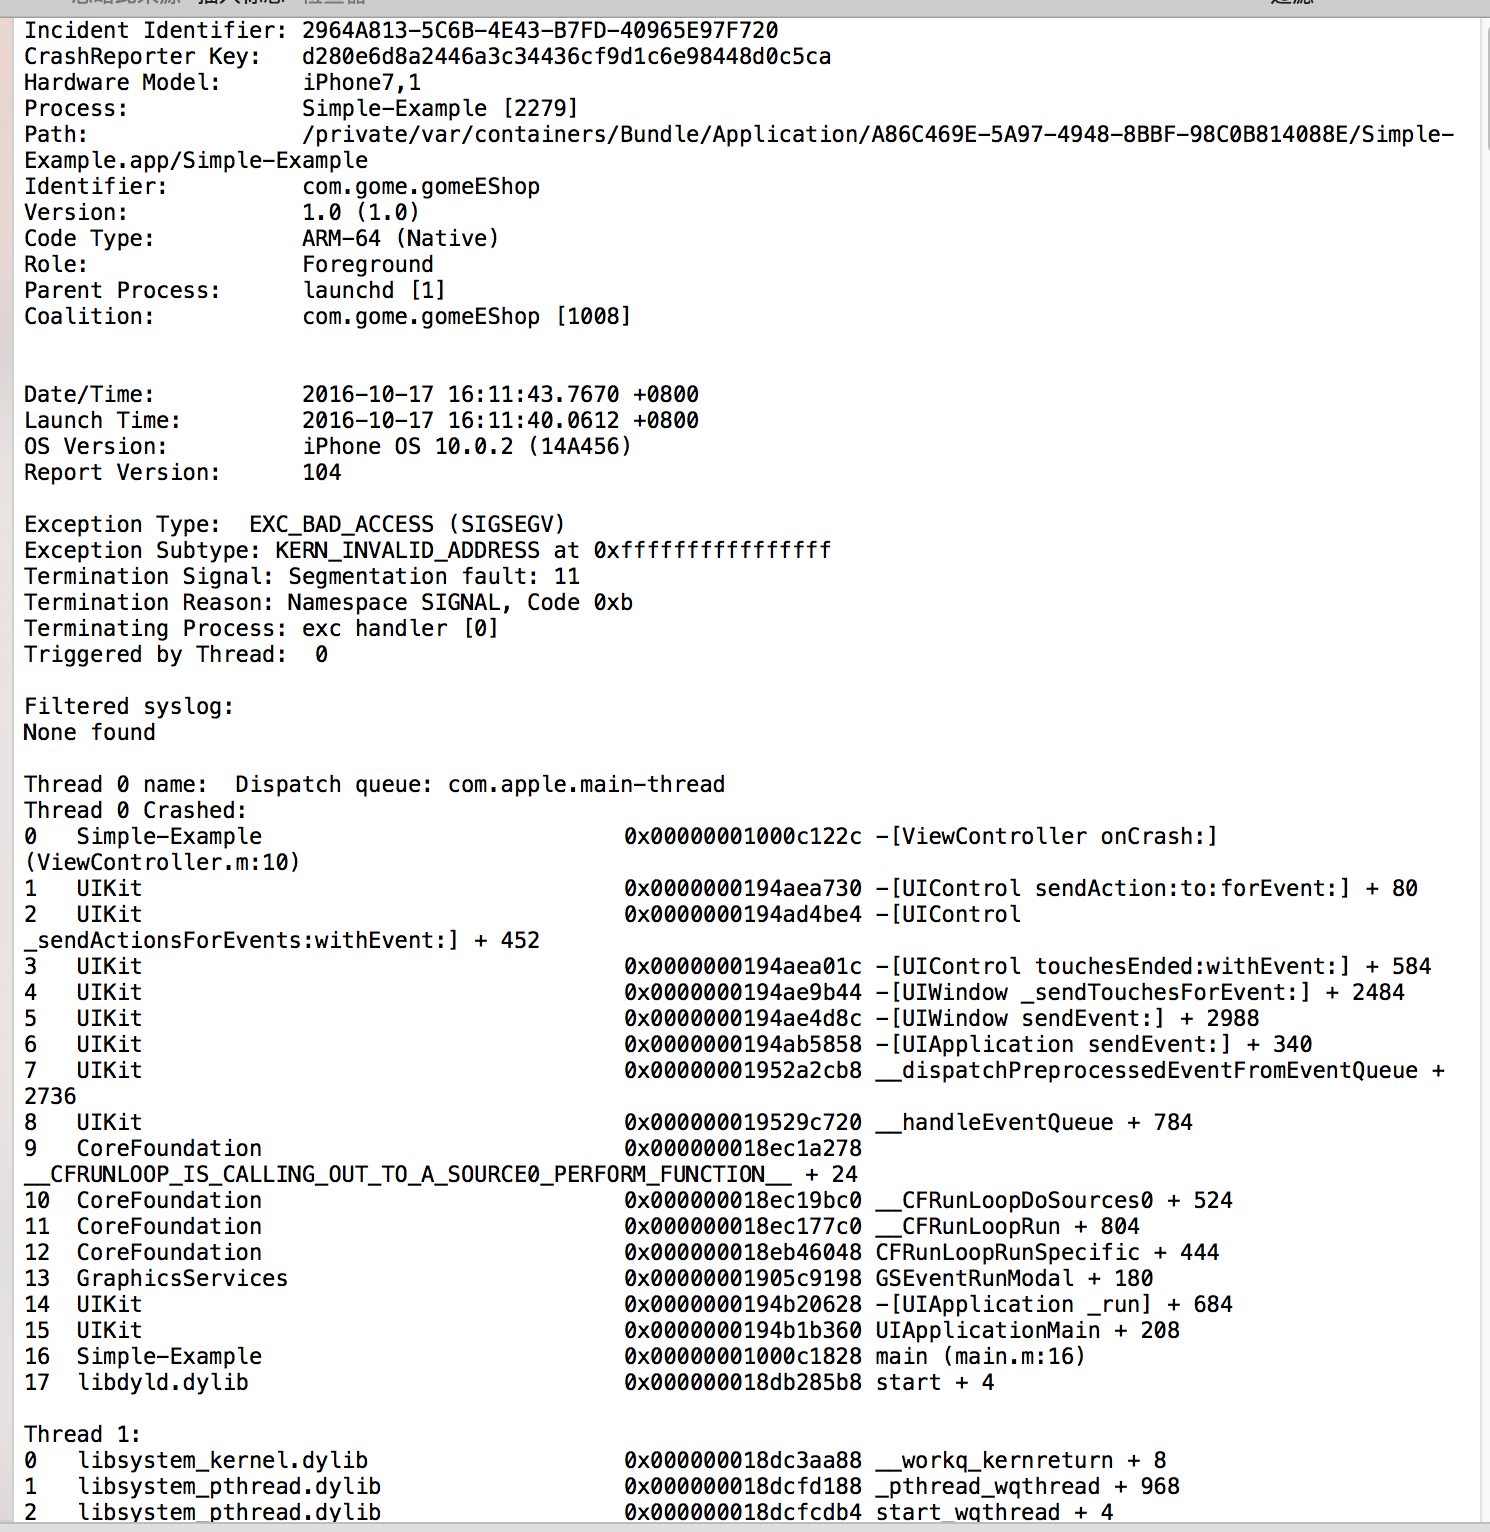 Incident Identifier: 2964A813-5C6B-4E43-B7FD-40965E97F720
CrashReporter Key:   d280e6d8a2446a3c34436cf9d1c6e98448d0c5ca
Hardware Model:      iPhone7,1
Process:             Simple-Example [2279]
Path:                /private/var/containers/Bundle/Application/A86C469E-5A97-4948-8BBF-98C0B814088E/Simple-
Example.app/Simple-Example
Identifier:          com.gome.gomeEShop
Version:             1.0 (1.0)
Code Type:           ARM-64 (Native)
Role:                Foreground
Parent Process:      launchd [1]
Coalition:           com.gome.gomeEShop [1008]
Date/Time:           2016-10-17 16:11:43.7670 +0800
Launch Time:         2016-10-17 16:11:40.0612 +0800
OS Version:          iPhone OS 10.0.2 (14A456)
Report Version:      104
Exception Type:  EXC_BAD_ACCESS (SIGSEGV)
Exception Subtype: KERN_INVALID_ADDRESS at 0xffffffffffffffff
Termination Signal: Segmentation fault: 11
Termination Reason: Namespace SIGNAL, Code 0xb
Terminating Process: exc handler [0]
Triggered by Thread:  0
Filtered syslog:
None found
Thread 0 name:  Dispatch queue: com.apple.main-thread
Thread 0 Crashed:
0   Simple-Example                0x00000001000c122c -[ViewController onCrash:]
(ViewController.m:10)
1   UIKit                         0x0000000194aea730 -[UIControl sendAction:to:forEvent:] + 80
2   UIKit                         0x0000000194ad4be4 -[UIControl
_sendActionsForEvents:withEvent:] + 452
3   UIKit                         0x0000000194aea01c -[UIControl touchesEnded:withEvent:] + 584
4   UIKit                         0x0000000194ae9b44 -[UIWindow _sendTouchesForEvent:] + 2484
5   UIKit                         0x0000000194ae4d8c -[UIWindow sendEvent:] + 2988
6   UIKit                         0x0000000194ab5858 -[UIApplication sendEvent:] + 340
7   UIKit                         0x00000001952a2cb8 __dispatchPreprocessedEventFromEventQueue +
2736
8   UIKit                         0x000000019529c720 __handleEventQueue + 784
9   CoreFoundation                0x000000018ec1a278
__CFRUNLOOP_IS_CALLING_OUT_TO_A_SOURCE0_PERFORM_FUNCTION__ + 24
10  CoreFoundation                0x000000018ec19bc0 __CFRunLoopDoSources0 + 524
11  CoreFoundation                0x000000018ec177c0 __CFRunLoopRun + 804
12  CoreFoundation                0x000000018eb46048 CFRunLoopRunSpecific + 444
13  GraphicsServices              0x00000001905c9198 GSEventRunModal + 180
14  UIKit                         0x0000000194b20628 -[UIApplication _run] + 684
15  UIKit                         0x0000000194b1b360 UIApplicationMain + 208
16  Simple-Example                0x00000001000c1828 main (main.m:16)
17  libdyld.dylib                 0x000000018db285b8 start + 4
Thread 1:
0   libsystem_kernel.dylib        0x000000018dc3aa88 __workq_kernreturn + 8
1   libsystem_pthread.dylib       0x000000018dcfd188 _pthread_wqthread + 968
2   libsystem_pthread.dylib       0x000000018dcfcdb4 start_wqthread + 4